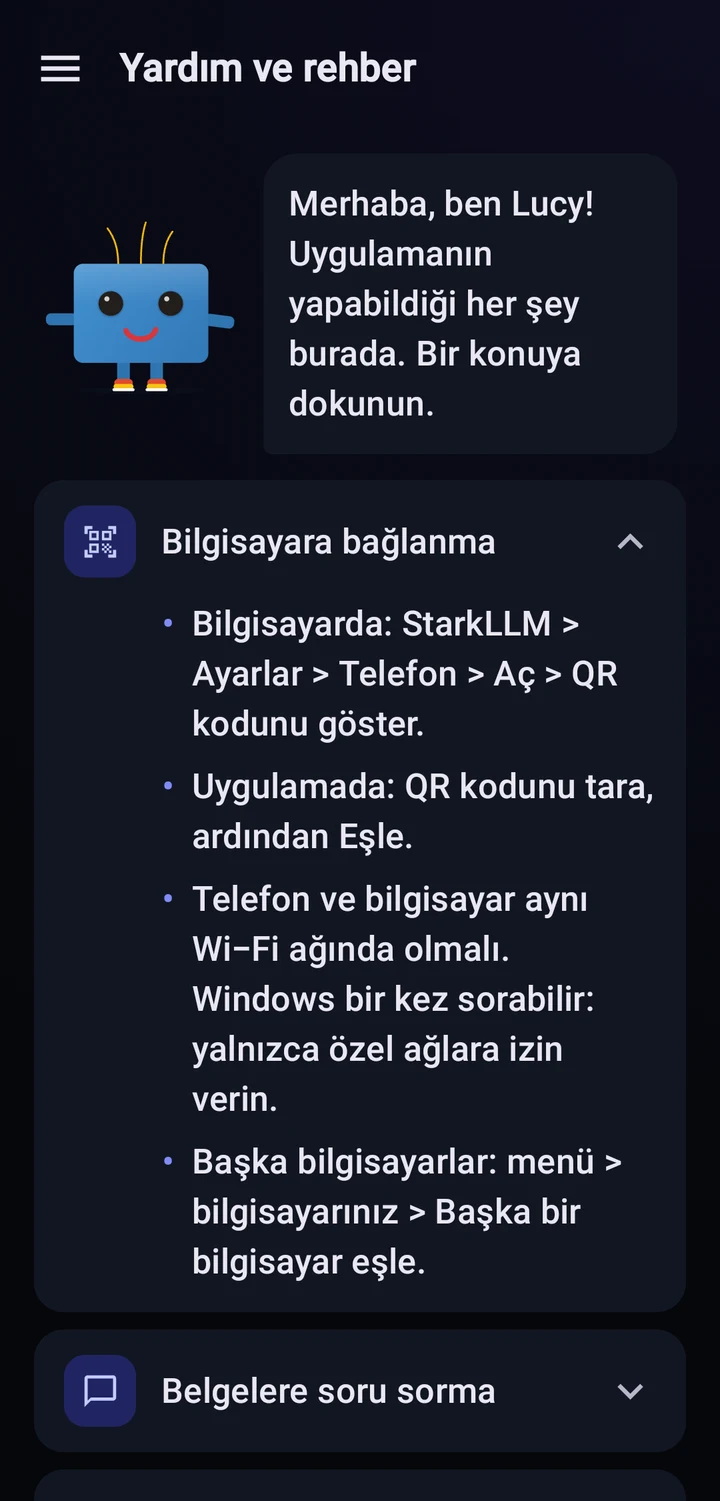 Yardım ve rehber
Merhaba, ben Lucy!
Uygulamanın
yapabildiği her şey
burada. Bir konuya
dokunun.
Bilgisayara bağlanma
• Bilgisayarda: StarkLLM >
Ayarlar > Telefon > Aç > QR
kodunu göster.
• Uygulamada: QR kodunu tara,
ardından Eşle.
• Telefon ve bilgisayar aynı
Wi-Fi ağında olmalı.
Windows bir kez sorabilir:
yalnızca özel ağlara izin
verin.
• Başka bilgisayarlar: menü >
bilgisayarınız > Başka bir
bilgisayar eşle.
Belgelere soru sorma